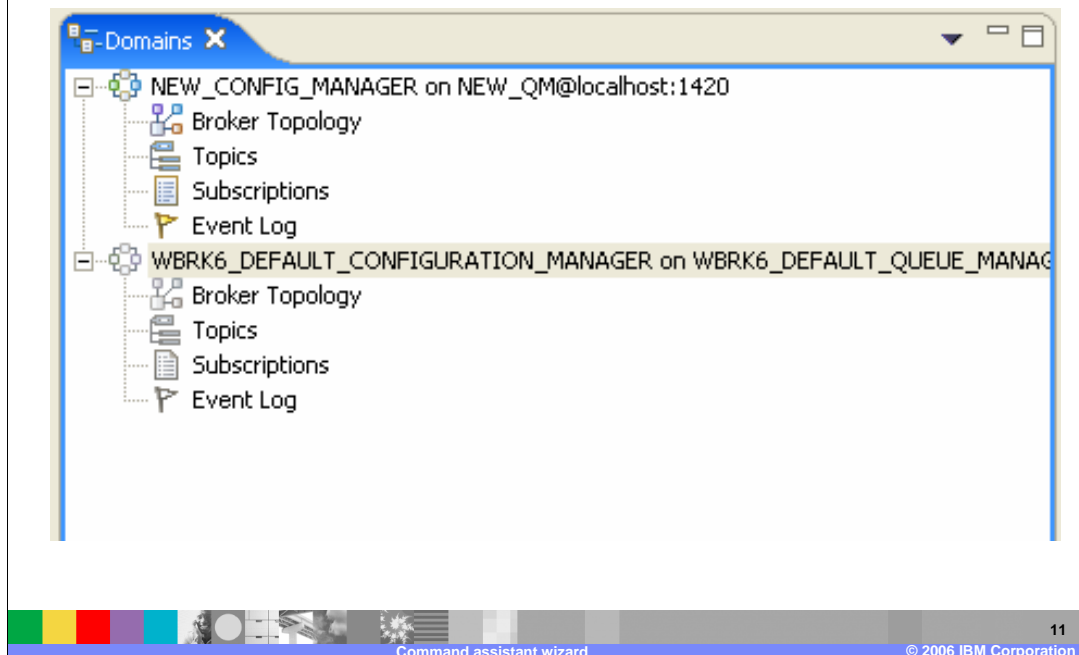 Domains
NEW_CONFIG_MANAGER on NEW_QM@localhost:1420
Broker Topology
Topics
Subscriptions
Event Log
WBRK6_DEFAULT_CONFIGURATION_MANAGER on WBRK6_DEFAULT_QUEUE_MANAG
Broker Topology
Topics
Subscriptions
Event Log
11
Command assistant wizard
© 2006 IBM Corporation